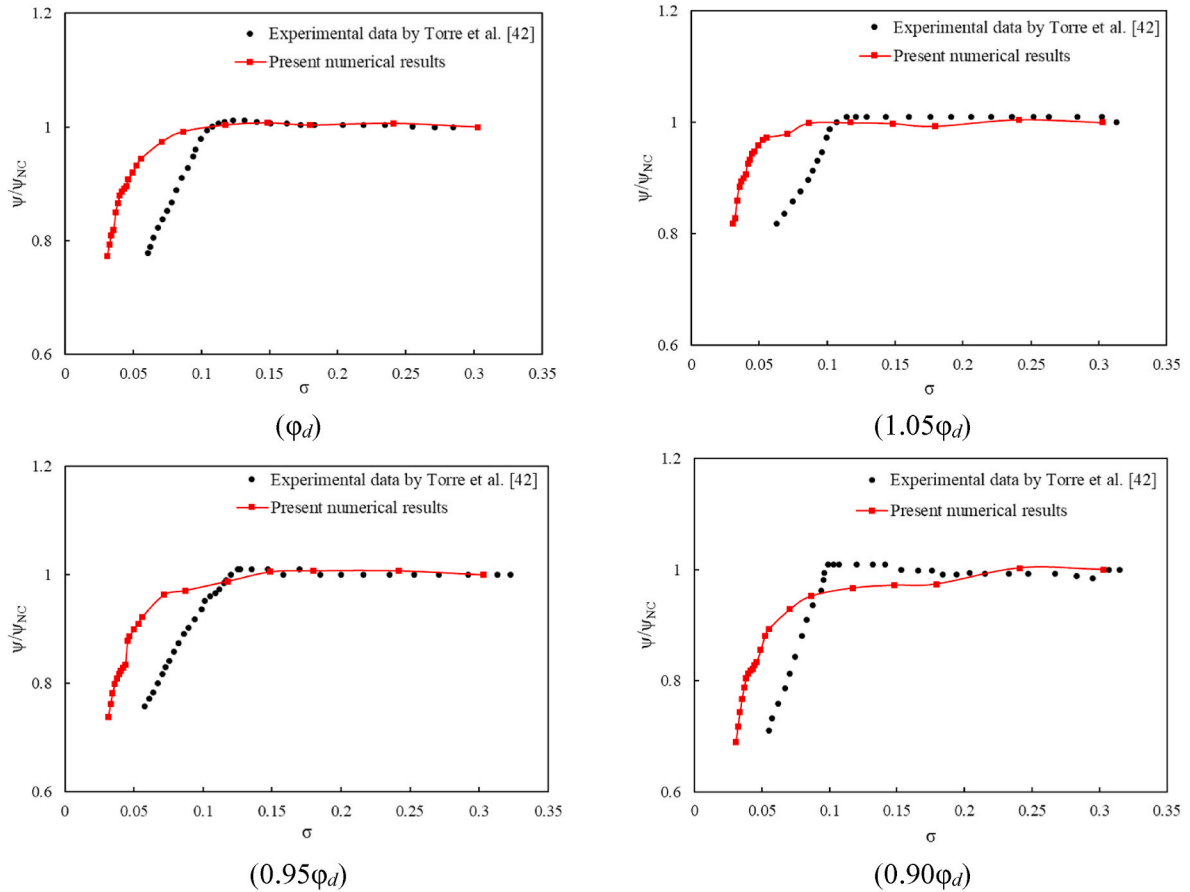 1.2
Experimental data by Torre et al. [42]
Present numerical results
1
ψ/ψNC
0.8
0.6
0 0.05 0.1 0.15 0.2 0.25 0.3 0.35
σ
(φd)
1.2
Experimental data by Torre et al. [42]
Present numerical results
1
ψ/ψNC
0.8
0.6
0 0.05 0.1 0.15 0.2 0.25 0.3 0.35
σ
(1.05φd)
1.2
Experimental data by Torre et al. [42]
Present numerical results
1
ψ/ψNC
0.8
0.6
0 0.05 0.1 0.15 0.2 0.25 0.3 0.35
σ
(0.95φd)
1.2
Experimental data by Torre et al. [42]
Present numerical results
1
ψ/ψNC
0.8
0.6
0 0.05 0.1 0.15 0.2 0.25 0.3 0.35
σ
(0.90φd)